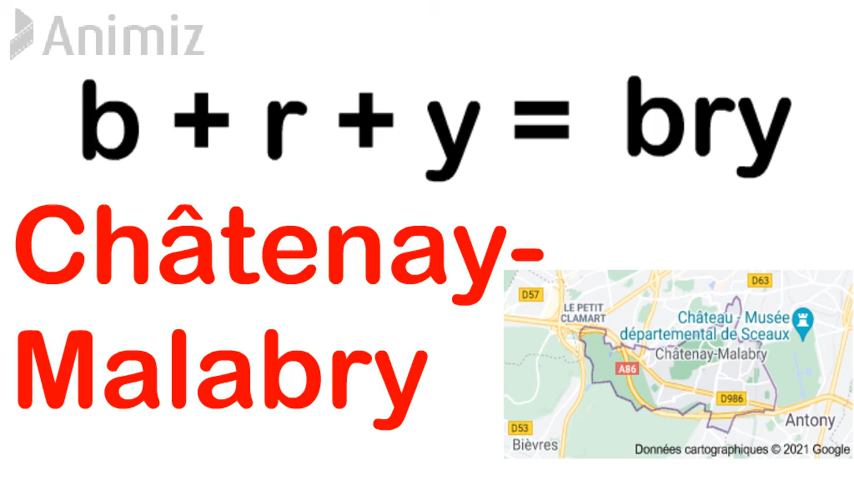 Animiz
b + r + y = bry
Châtenay-
Malabry
D63
D57
LE PETIT
CLAMART
Château - Musée
départemental de Sceaux
Châtenay-Malabry
A86
D986
Antony
D53
Bièvres
Données cartographiques © 2021 Google